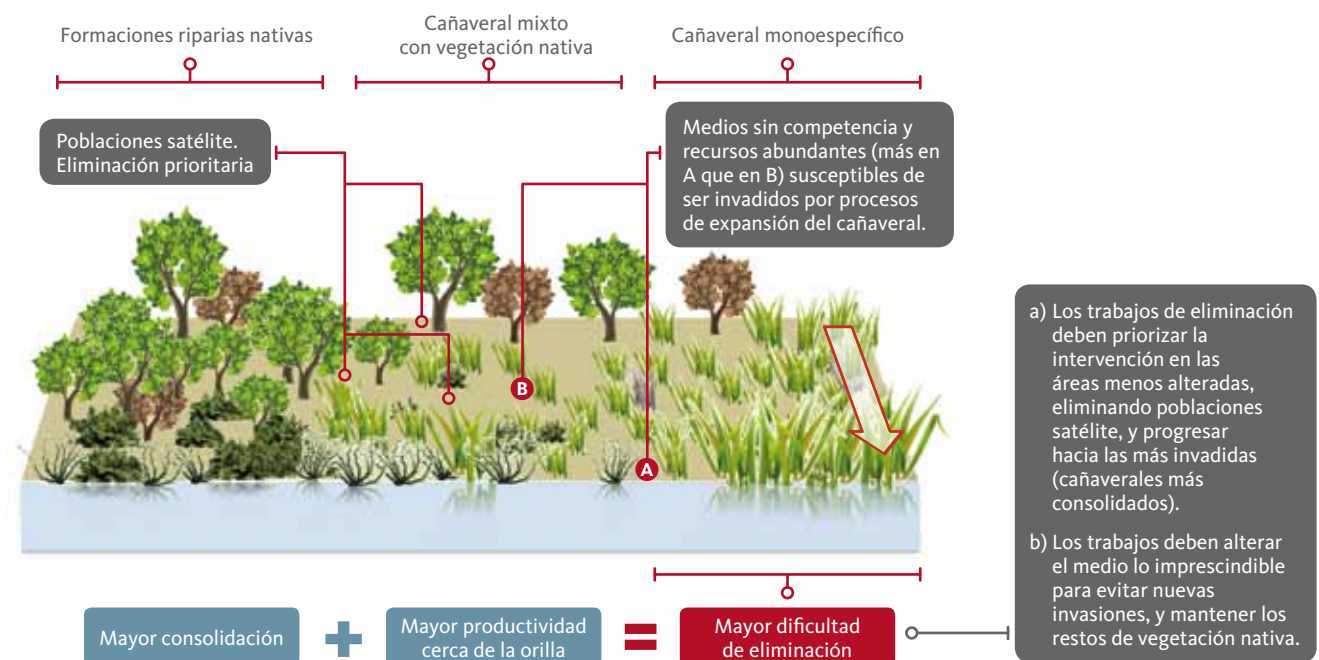 Formaciones riparias nativas
Cañaveral mixto
con vegetación nativa
Cañaveral monoespecífico
Poblaciones satélite.
Eliminación prioritaria
Medios sin competencia y
recursos abundantes (más en
A que en B) susceptibles de
ser invadidos por procesos
de expansión del cañaveral.
B
A
a) Los trabajos de eliminación
deben priorizar la
intervención en las
áreas menos alteradas,
eliminando poblaciones
satélite, y progresar
hacia las más invadidas
(cañaverales más
consolidados).
b) Los trabajos deben alterar
el medio lo imprescindible
para evitar nuevas
invasiones, y mantener los
restos de vegetación nativa.
Mayor consolidación
+
Mayor productividad
cerca de la orilla
=
Mayor dificultad
de eliminación